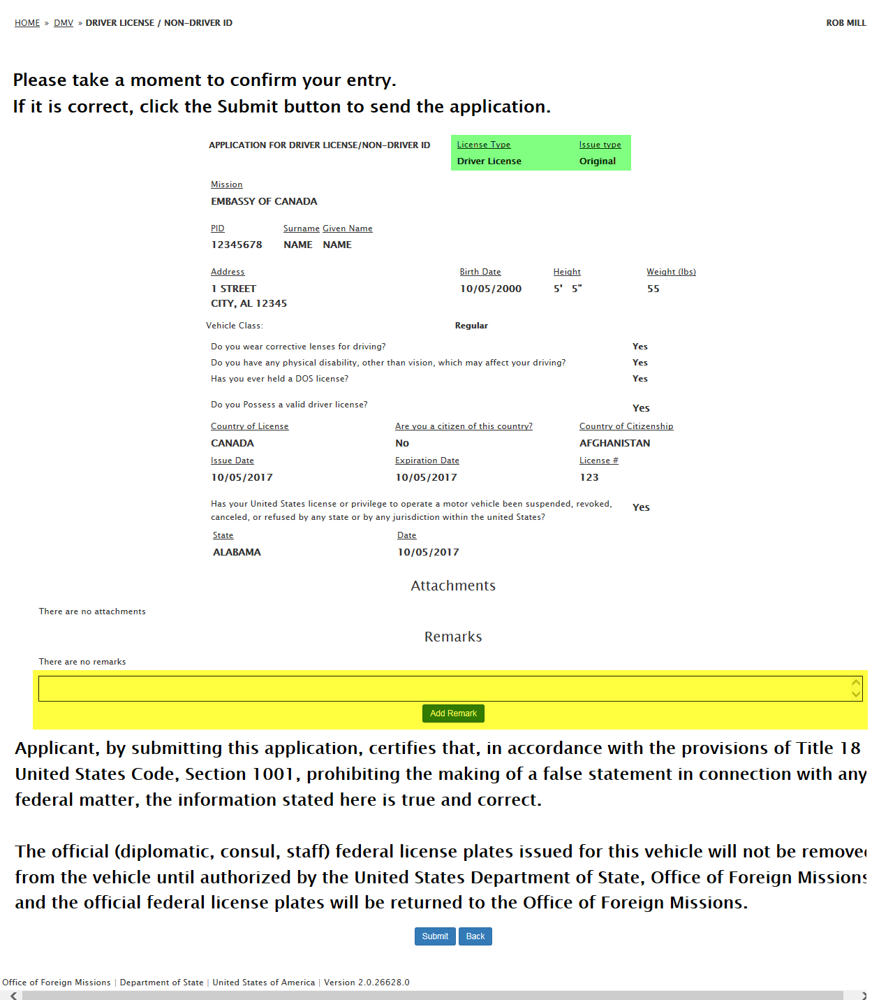 HOME » DMV » DRIVER LICENSE / NON-DRIVER ID ROB MILL
Please take a moment to confirm your entry.
If it is correct, click the Submit button to send the application.
APPLICATION FOR DRIVER LICENSE/NON-DRIVER ID License Type Issue type
Driver License Original
Mission
EMBASSY OF CANADA
PID Surname Given Name
12345678 NAME NAME
Address Birth Date Height Weight (lbs)
1 STREET 10/05/2000 5' 5" 55
CITY, AL 12345
Vehicle Class: Regular
Do you wear corrective lenses for driving? Yes
Do you have any physical disability, other than vision, which may affect your driving? Yes
Has you ever held a DOS license? Yes
Do you Possess a valid driver license? Yes
Country of License Are you a citizen of this country? Country of Citizenship
CANADA No AFGHANISTAN
Issue Date Expiration Date License #
10/05/2017 10/05/2017 123
Has your United States license or privilege to operate a motor vehicle been suspended, revoked, Yes
canceled, or refused by any state or by any jurisdiction within the united States?
State Date
ALABAMA 10/05/2017
Attachments
There are no attachments
Remarks
There are no remarks
Add Remark
Applicant, by submitting this application, certifies that, in accordance with the provisions of Title 18
United States Code, Section 1001, prohibiting the making of a false statement in connection with any
federal matter, the information stated here is true and correct.
The official (diplomatic, consul, staff) federal license plates issued for this vehicle will not be removed
from the vehicle until authorized by the United States Department of State, Office of Foreign Missions
and the official federal license plates will be returned to the Office of Foreign Missions.
Submit Back
Office of Foreign Missions | Department of State | United States of America | Version 2.0.26628.0